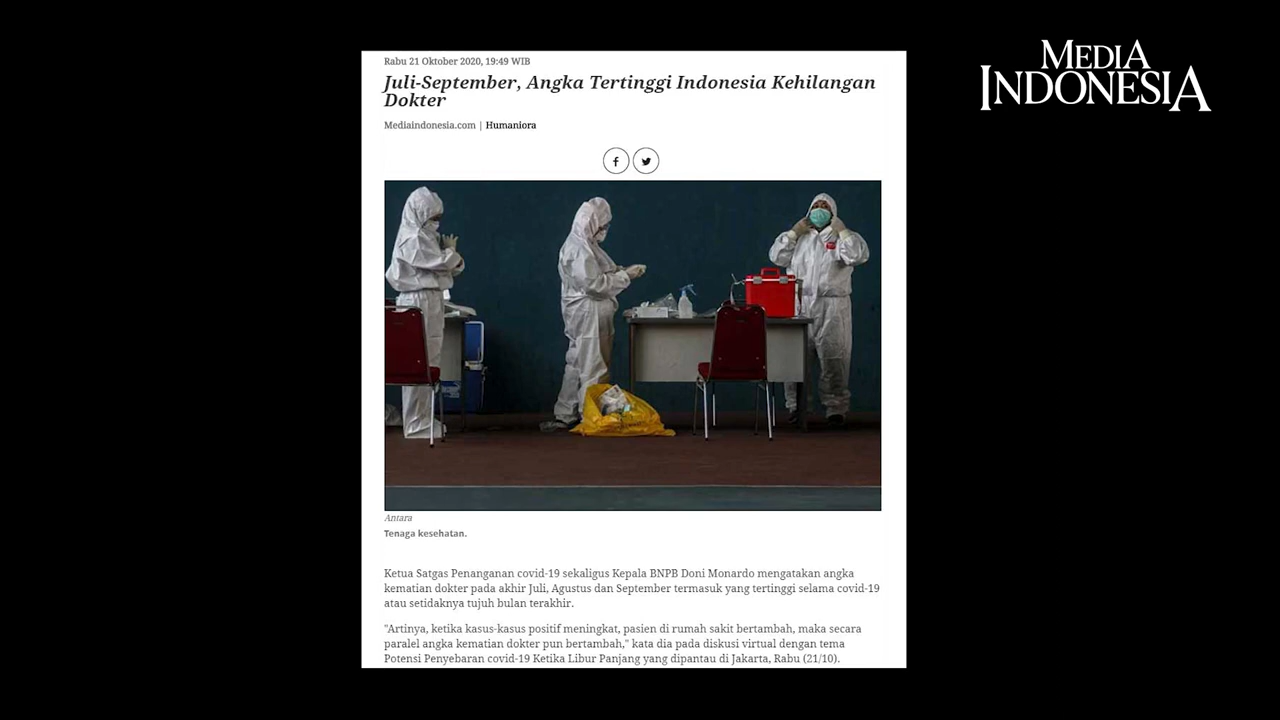 MEDIA
INDONESIA
Rabu 21 Oktober 2020, 19:49 WIB
Juli-September, Angka Tertinggi Indonesia Kehilangan
Dokter
Mediaindonesia.com | Humaniora
Antara
Tenaga kesehatan.
Ketua Satgas Penanganan covid-19 sekaligus Kepala BNPB Doni Monardo mengatakan angka
kematian dokter pada akhir Juli, Agustus dan September termasuk yang tertinggi selama covid-19
atau setidaknya tujuh bulan terakhir.
"Artinya, ketika kasus-kasus positif meningkat, pasien di rumah sakit bertambah, maka secara
paralel angka kematian dokter pun bertambah," kata dia pada diskusi virtual dengan tema
Potensi Penyebaran covid-19 Ketika Libur Panjang yang dipantau di Jakarta, Rabu (21/10).